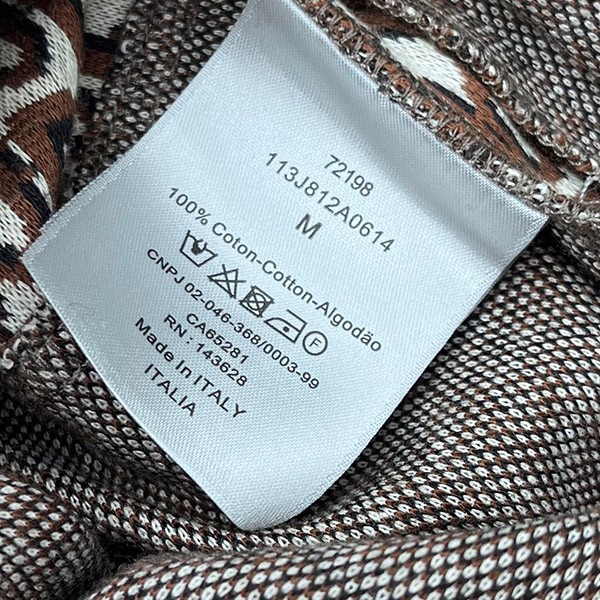 72198
113J812A0614
M
100% Coton-Cotton-Algodão
F
CNPJ 02-046-368/0003-99
CA65281
RN : 143628
Made In ITALY
ITALIA